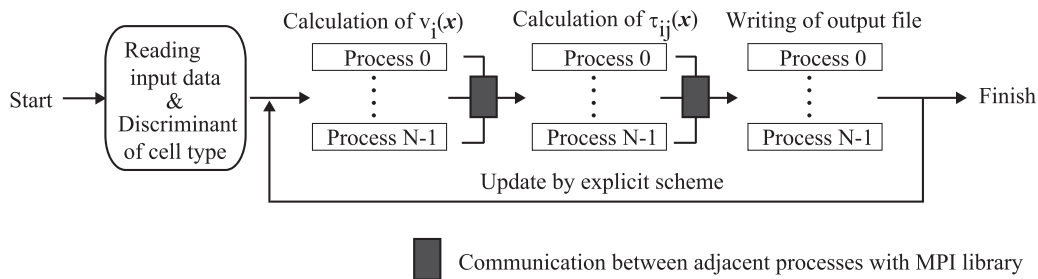 Calculation of vi(x)
Calculation of τij(x)
Writing of output file
Start
Reading
input data
&
Discriminant
of cell type
Process 0
Process N-1
Process 0
Process N-1
Process 0
Process N-1
Finish
Update by explicit scheme
Communication between adjacent processes with MPI library